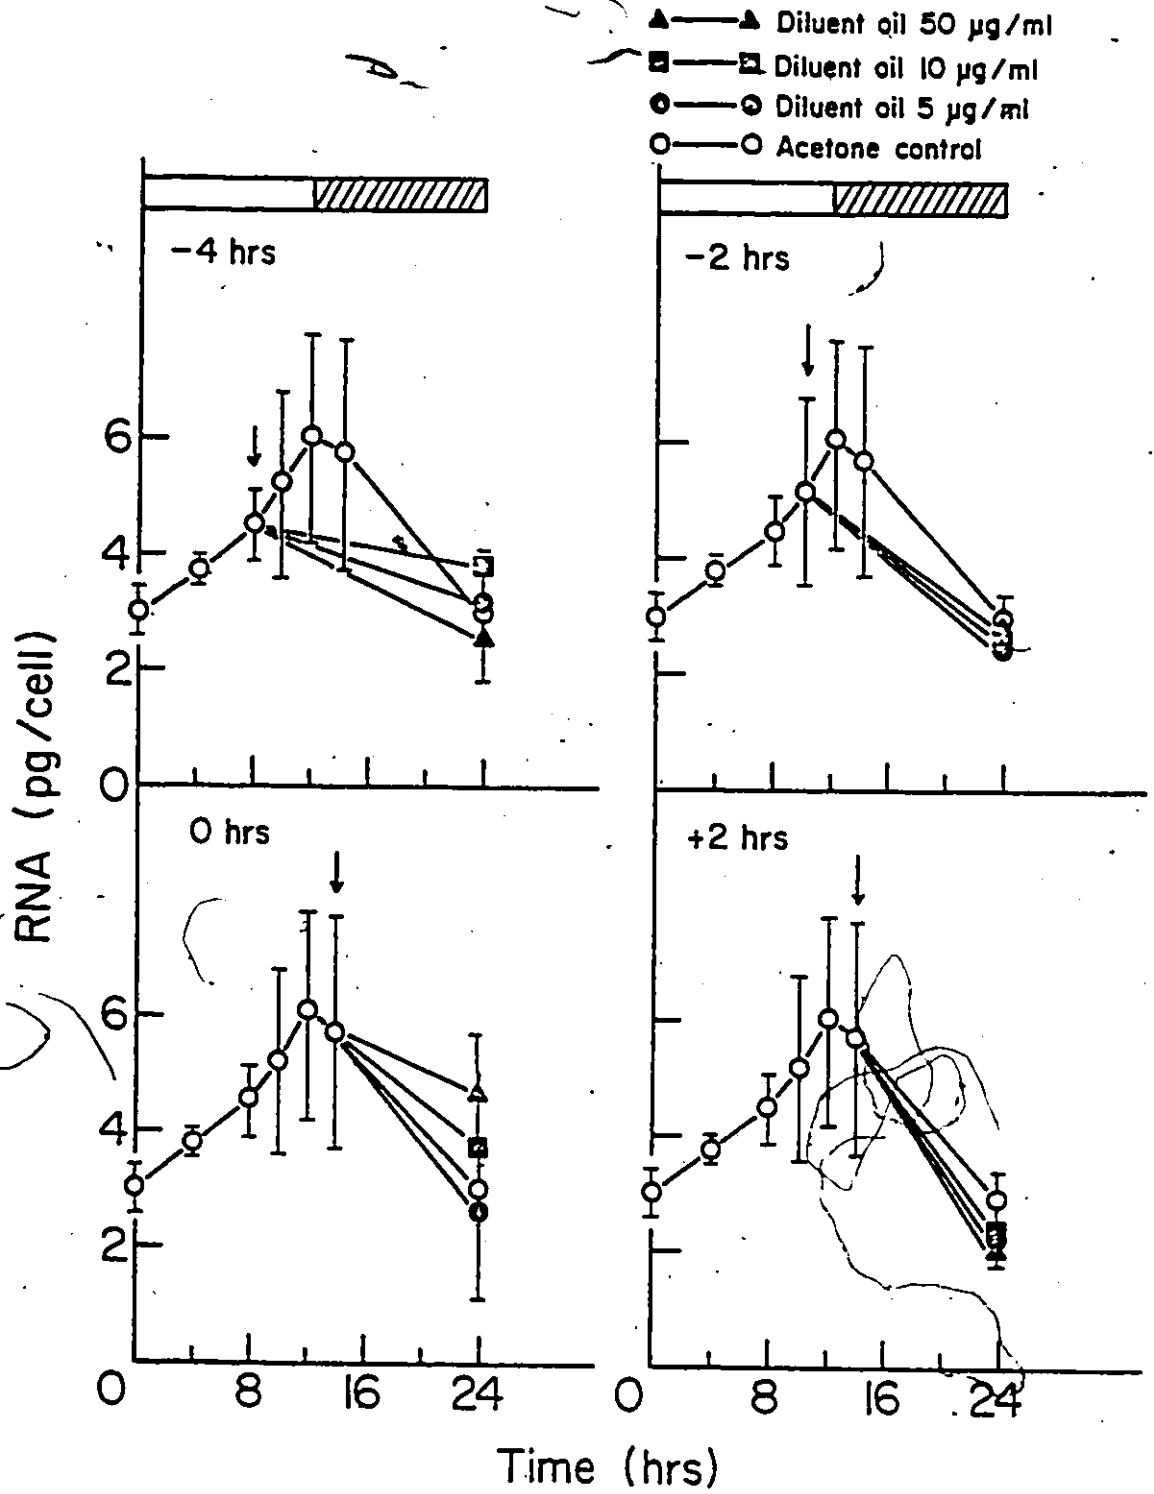 Diluent oil 50 µg/ml
Diluent oil 10 µg/ml
Diluent oil 5 µg/ml
Acetone control
-4 hrs
-2 hrs
6
4
2
0
0 hrs
+2 hrs
6
4
2
0 8 16 24
0 8 16 24
RNA (pg/cell)
Time (hrs)